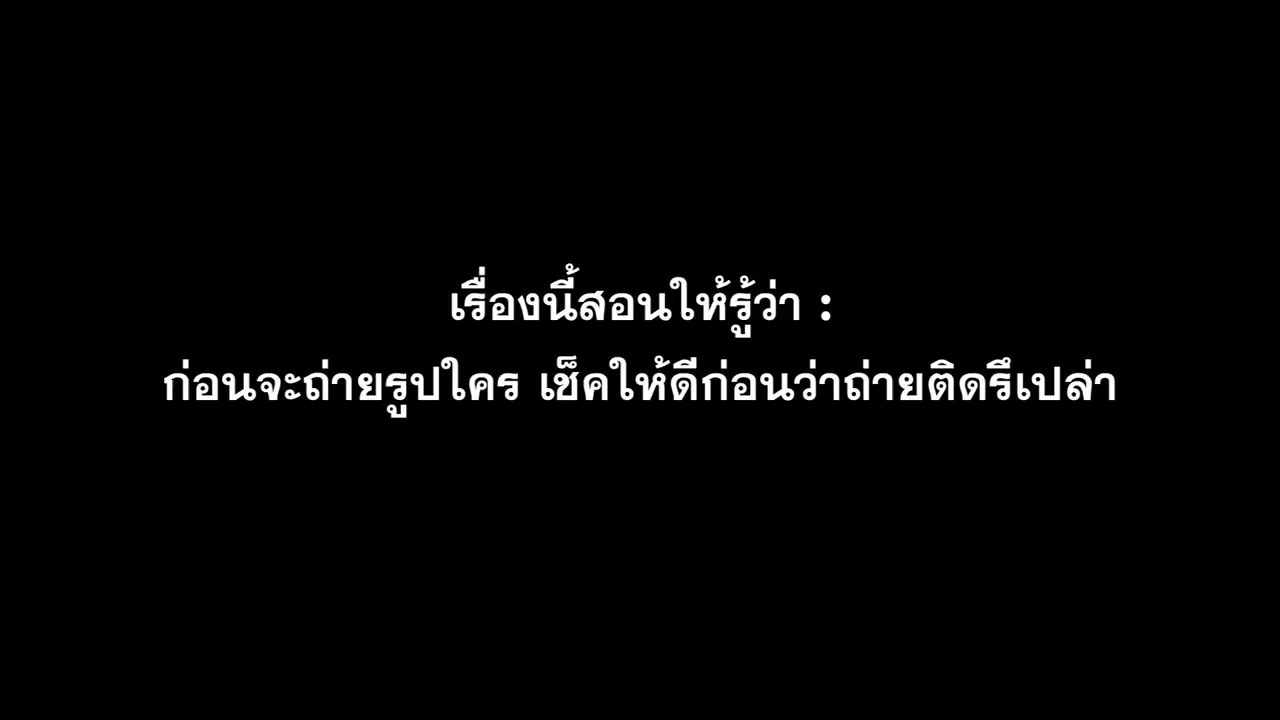 เรื่องนี้สอนให้รู้ว่า :
ก่อนจะถ่ายรูปใคร เช็คให้ดีก่อนว่าถ่ายติดรึเปล่า